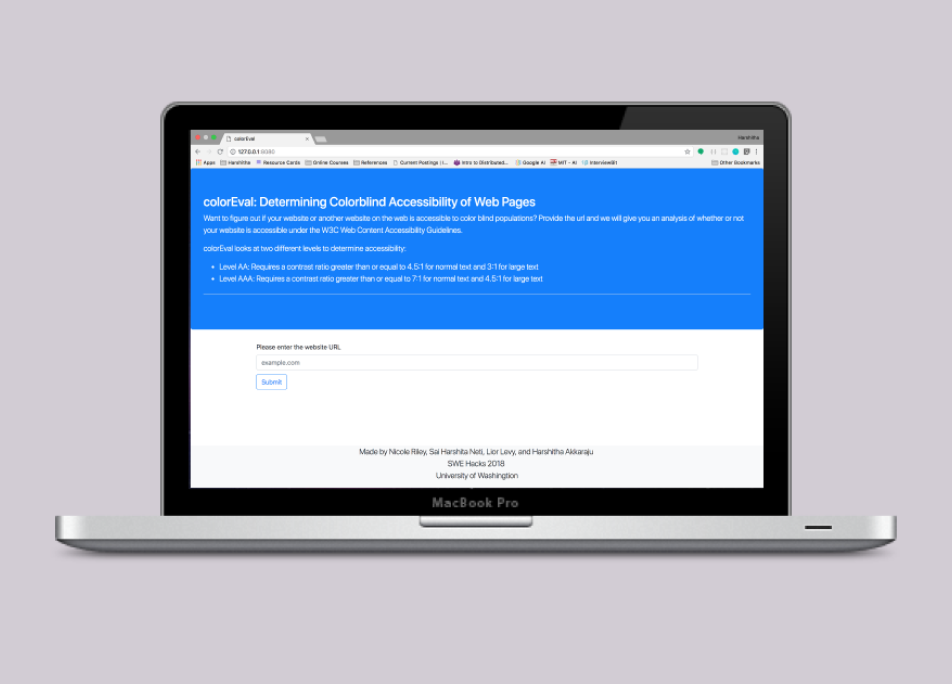 colorEval
Harshitha
127.0.0.1:8080
Apps Harshitha Resource Cards Online Courses References Current Postings | I... Intro to Distributed... Google AI MIT - AI InterviewBit Other Bookmarks
colorEval: Determining Colorblind Accessibility of Web Pages
Want to figure out if your website or another website on the web is accessible to color blind populations? Provide the url and we will give you an analysis of whether or not
your website is accessible under the W3C Web Content Accessibility Guidelines.
colorEval looks at two different levels to determine accessibility:
• Level AA: Requires a contrast ratio greater than or equal to 4.5:1 for normal text and 3:1 for large text
• Level AAA: Requires a contrast ratio greater than or equal to 7:1 for normal text and 4.5:1 for large text
Please enter the website URL
example.com
Submit
Made by Nicole Riley, Sai Harshita Neti, Lior Levy, and Harshitha Akkaraju
SWE Hacks 2018
University of Washingtion
MacBook Pro